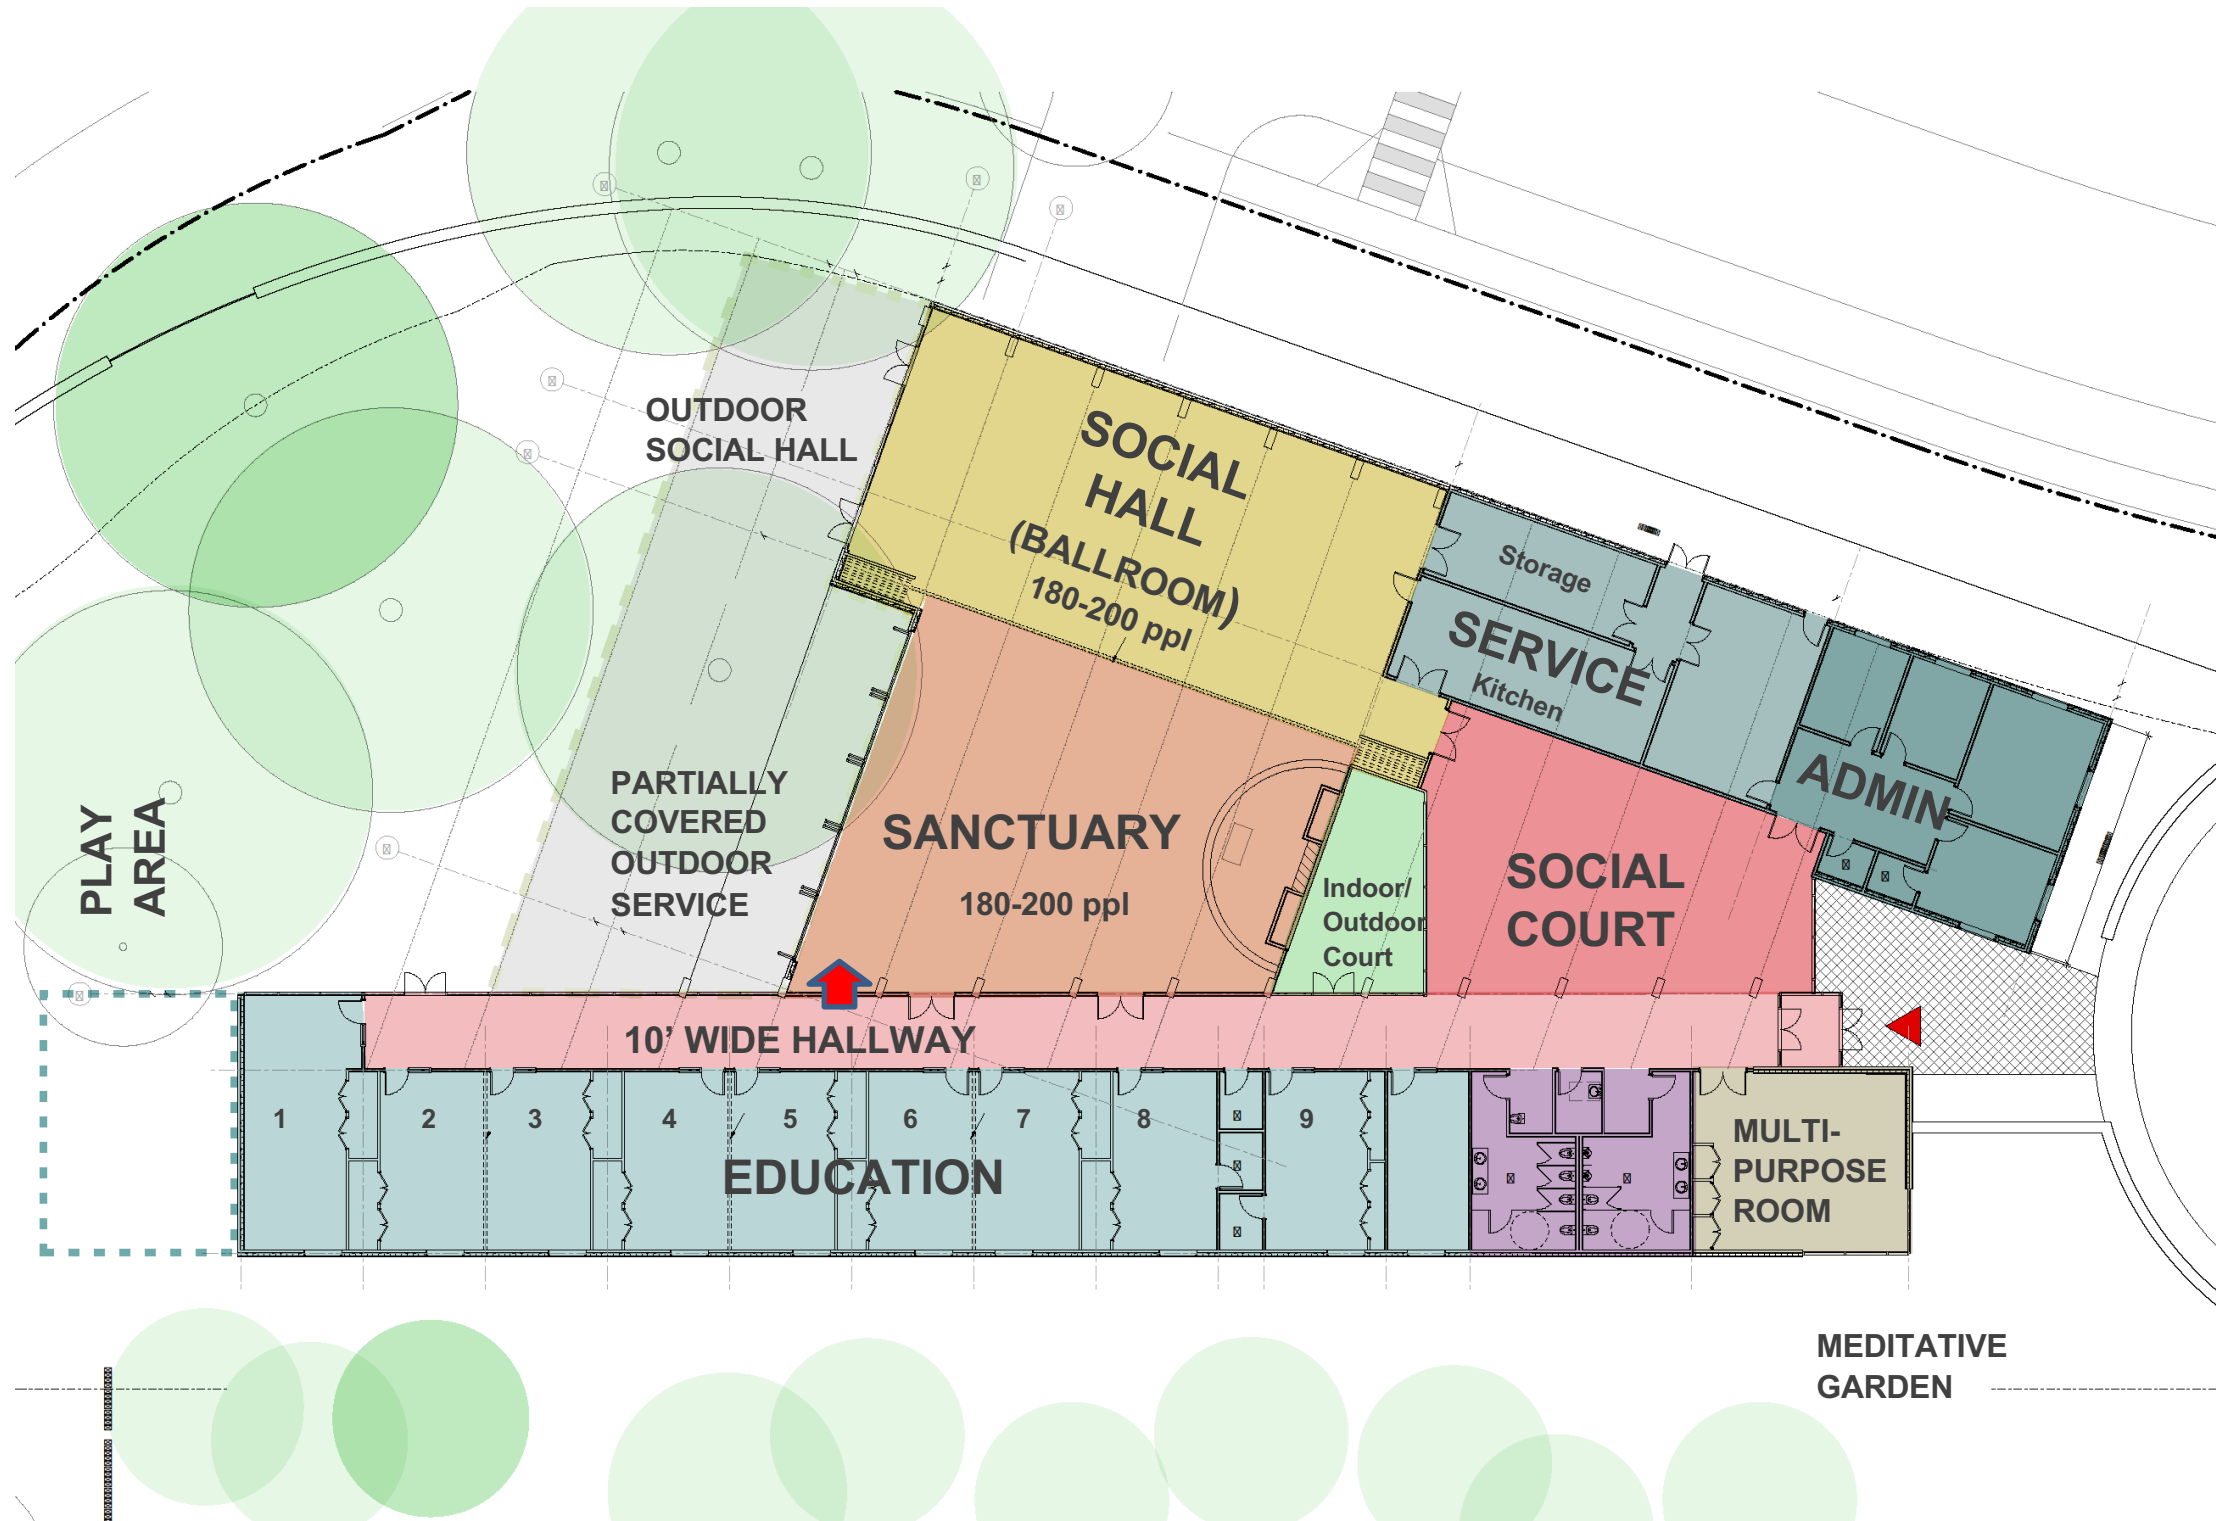 OUTDOOR
SOCIAL HALL
SOCIAL
HALL
(BALLROOM)
180-200 ppl
Storage
SERVICE
Kitchen
ADMIN
PLAY
AREA
PARTIALLY
COVERED
OUTDOOR
SERVICE
SANCTUARY
180-200 ppl
Indoor/
Outdoor
Court
SOCIAL
COURT
10' WIDE HALLWAY
1
2
3
4
5
6
7
8
9
EDUCATION
MULTI-
PURPOSE
ROOM
MEDITATIVE
GARDEN